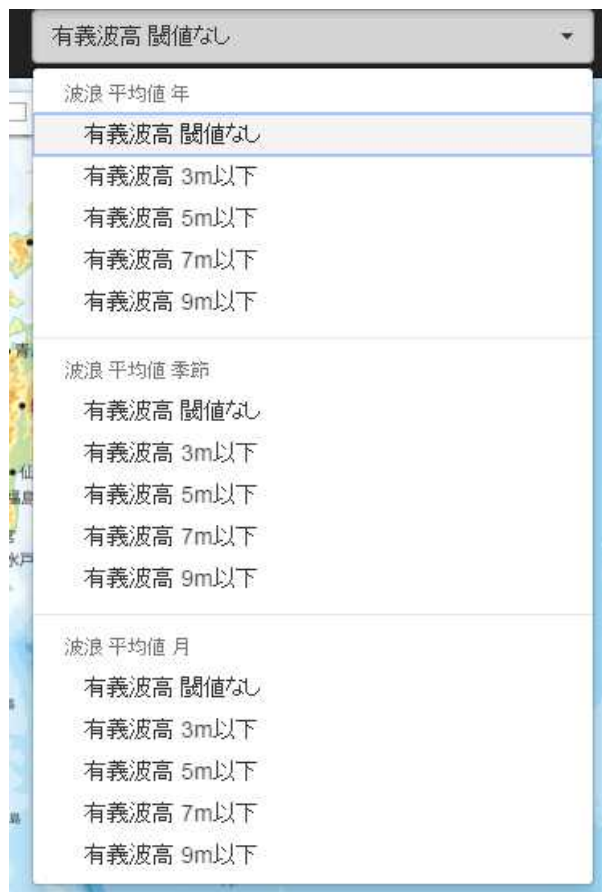 有義波高 閾値なし
波浪 平均値 年
有義波高 閾値なし
有義波高 3m以下
有義波高 5m以下
有義波高 7m以下
有義波高 9m以下
波浪 平均値 季節
有義波高 閾値なし
有義波高 3m以下
有義波高 5m以下
有義波高 7m以下
有義波高 9m以下
波浪 平均値 月
有義波高 閾値なし
有義波高 3m以下
有義波高 5m以下
有義波高 7m以下
有義波高 9m以下
青
仙
福島
水戸
島